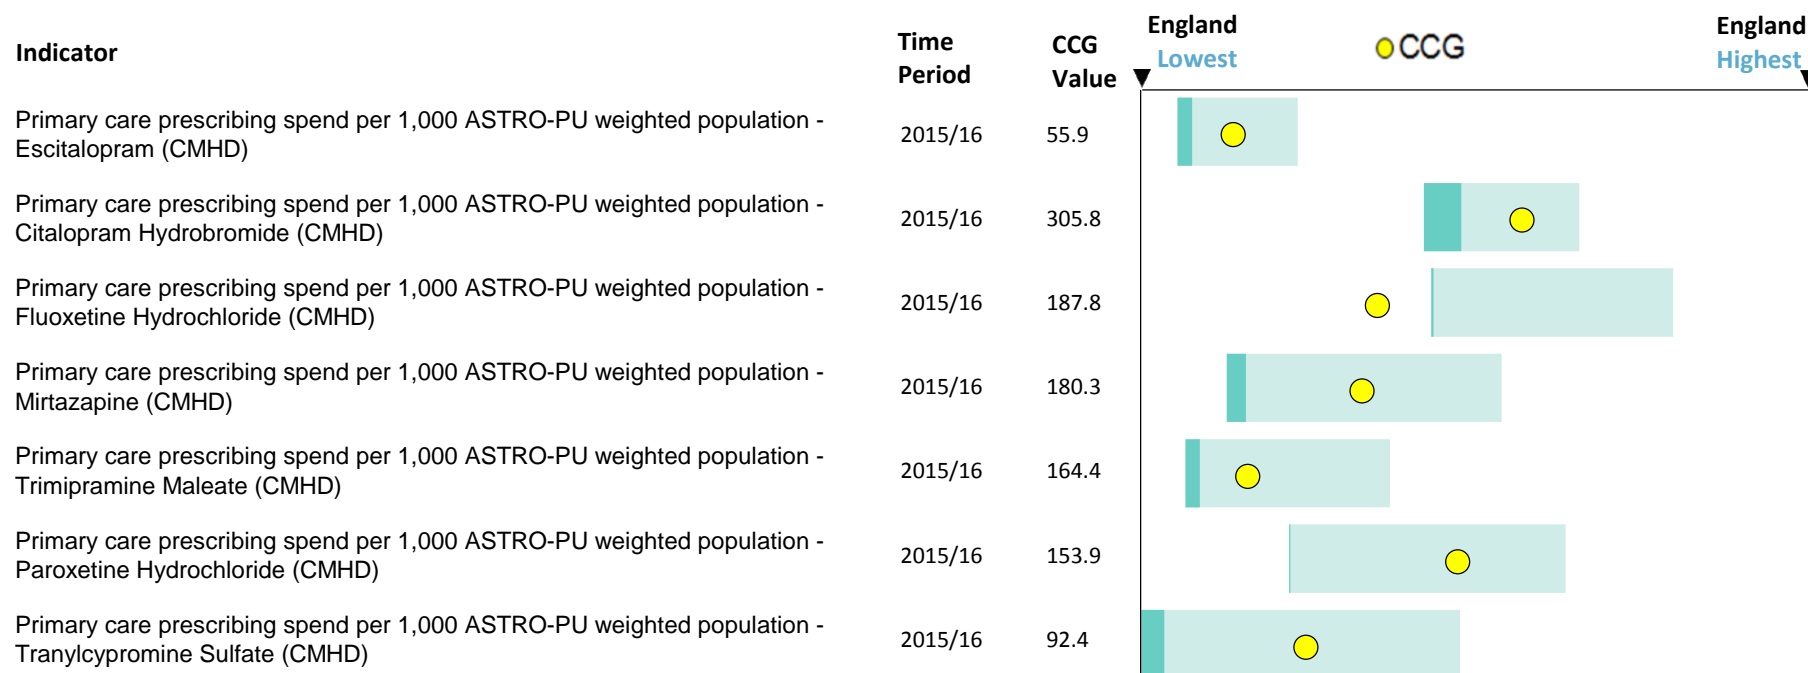 Indicator
Time
Period
CCG
Value
England
Lowest
CCG
England
Highest
Primary care prescribing spend per 1,000 ASTRO-PU weighted population -
Escitalopram (CMHD)
2015/16
55.9
Primary care prescribing spend per 1,000 ASTRO-PU weighted population -
Citalopram Hydrobromide (CMHD)
2015/16
305.8
Primary care prescribing spend per 1,000 ASTRO-PU weighted population -
Fluoxetine Hydrochloride (CMHD)
2015/16
187.8
Primary care prescribing spend per 1,000 ASTRO-PU weighted population -
Mirtazapine (CMHD)
2015/16
180.3
Primary care prescribing spend per 1,000 ASTRO-PU weighted population -
Trimipramine Maleate (CMHD)
2015/16
164.4
Primary care prescribing spend per 1,000 ASTRO-PU weighted population -
Paroxetine Hydrochloride (CMHD)
2015/16
153.9
Primary care prescribing spend per 1,000 ASTRO-PU weighted population -
Tranylcypromine Sulfate (CMHD)
2015/16
92.4